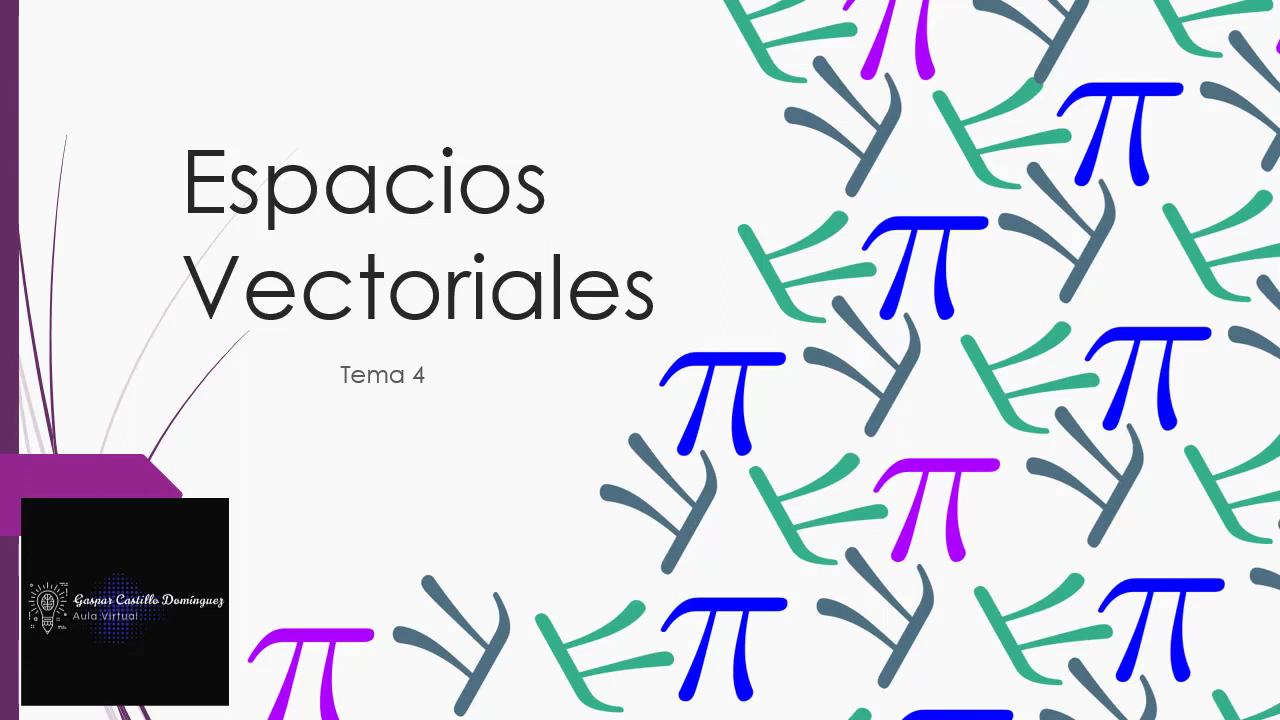 Espacios
Vectoriales
Tema 4
Gaspar Castillo Domínguez
Aula Virtual